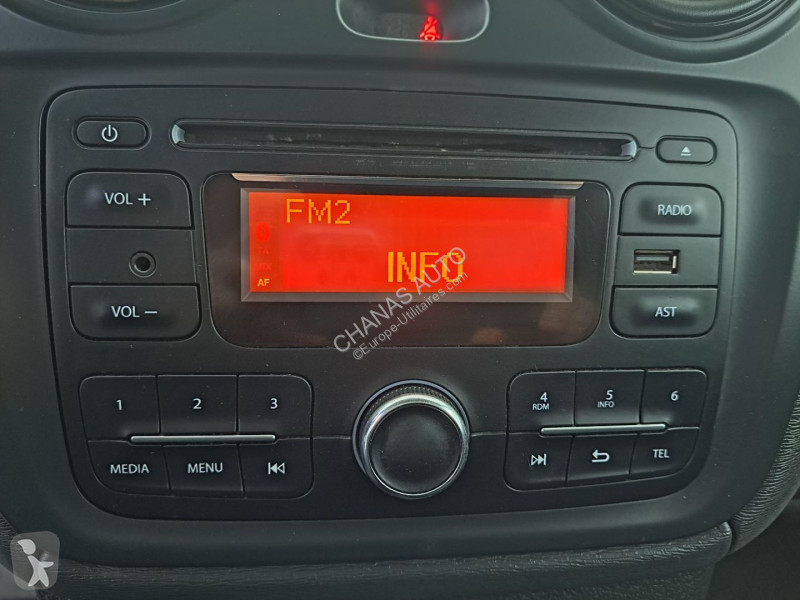 VOL +
RADIO
FM2
INFO
AF
VOL –
AST
CHANAS AUTO
©Europe-Utilitaires.com
1
2
3
4
RDM
5
INFO
6
MEDIA
MENU
TEL